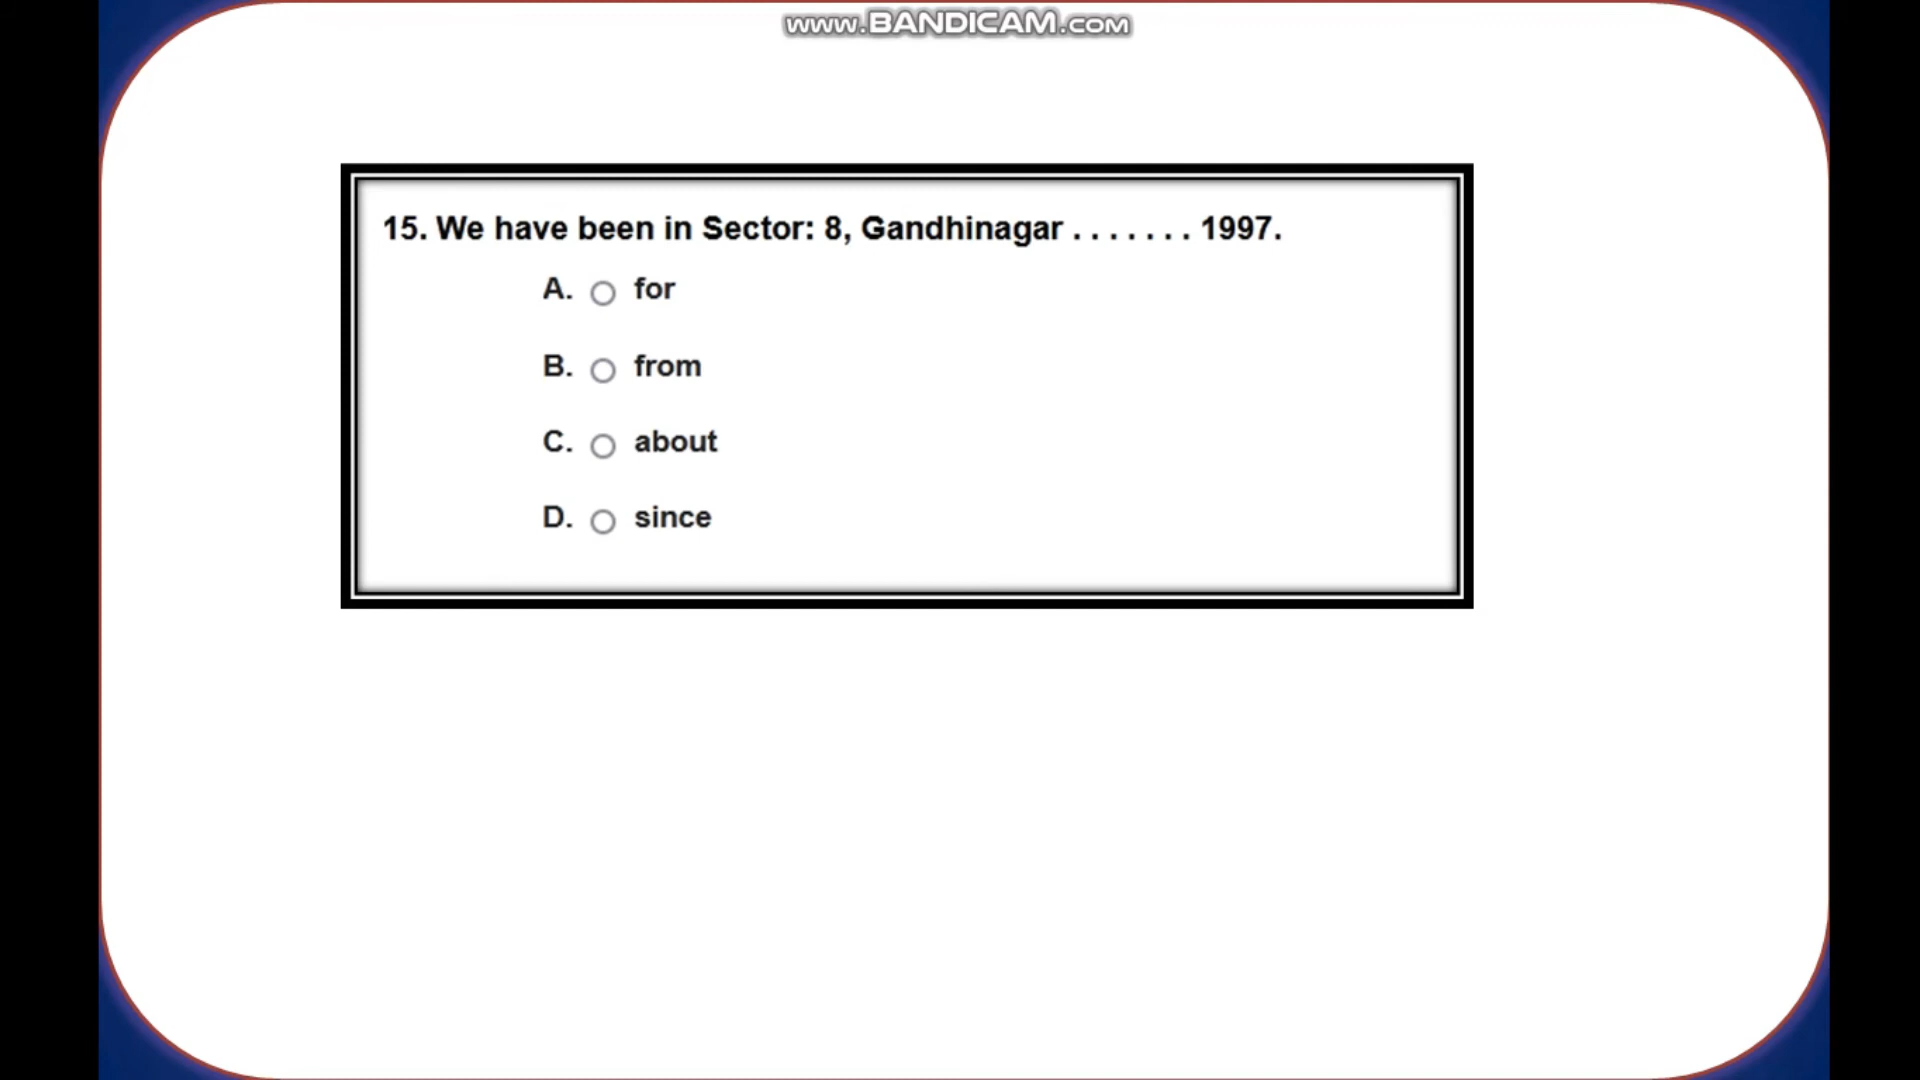 www.BANDICAM.com
15. We have been in Sector: 8, Gandhinagar . . . . . . . 1997.
A. for
B. from
C. about
D. since